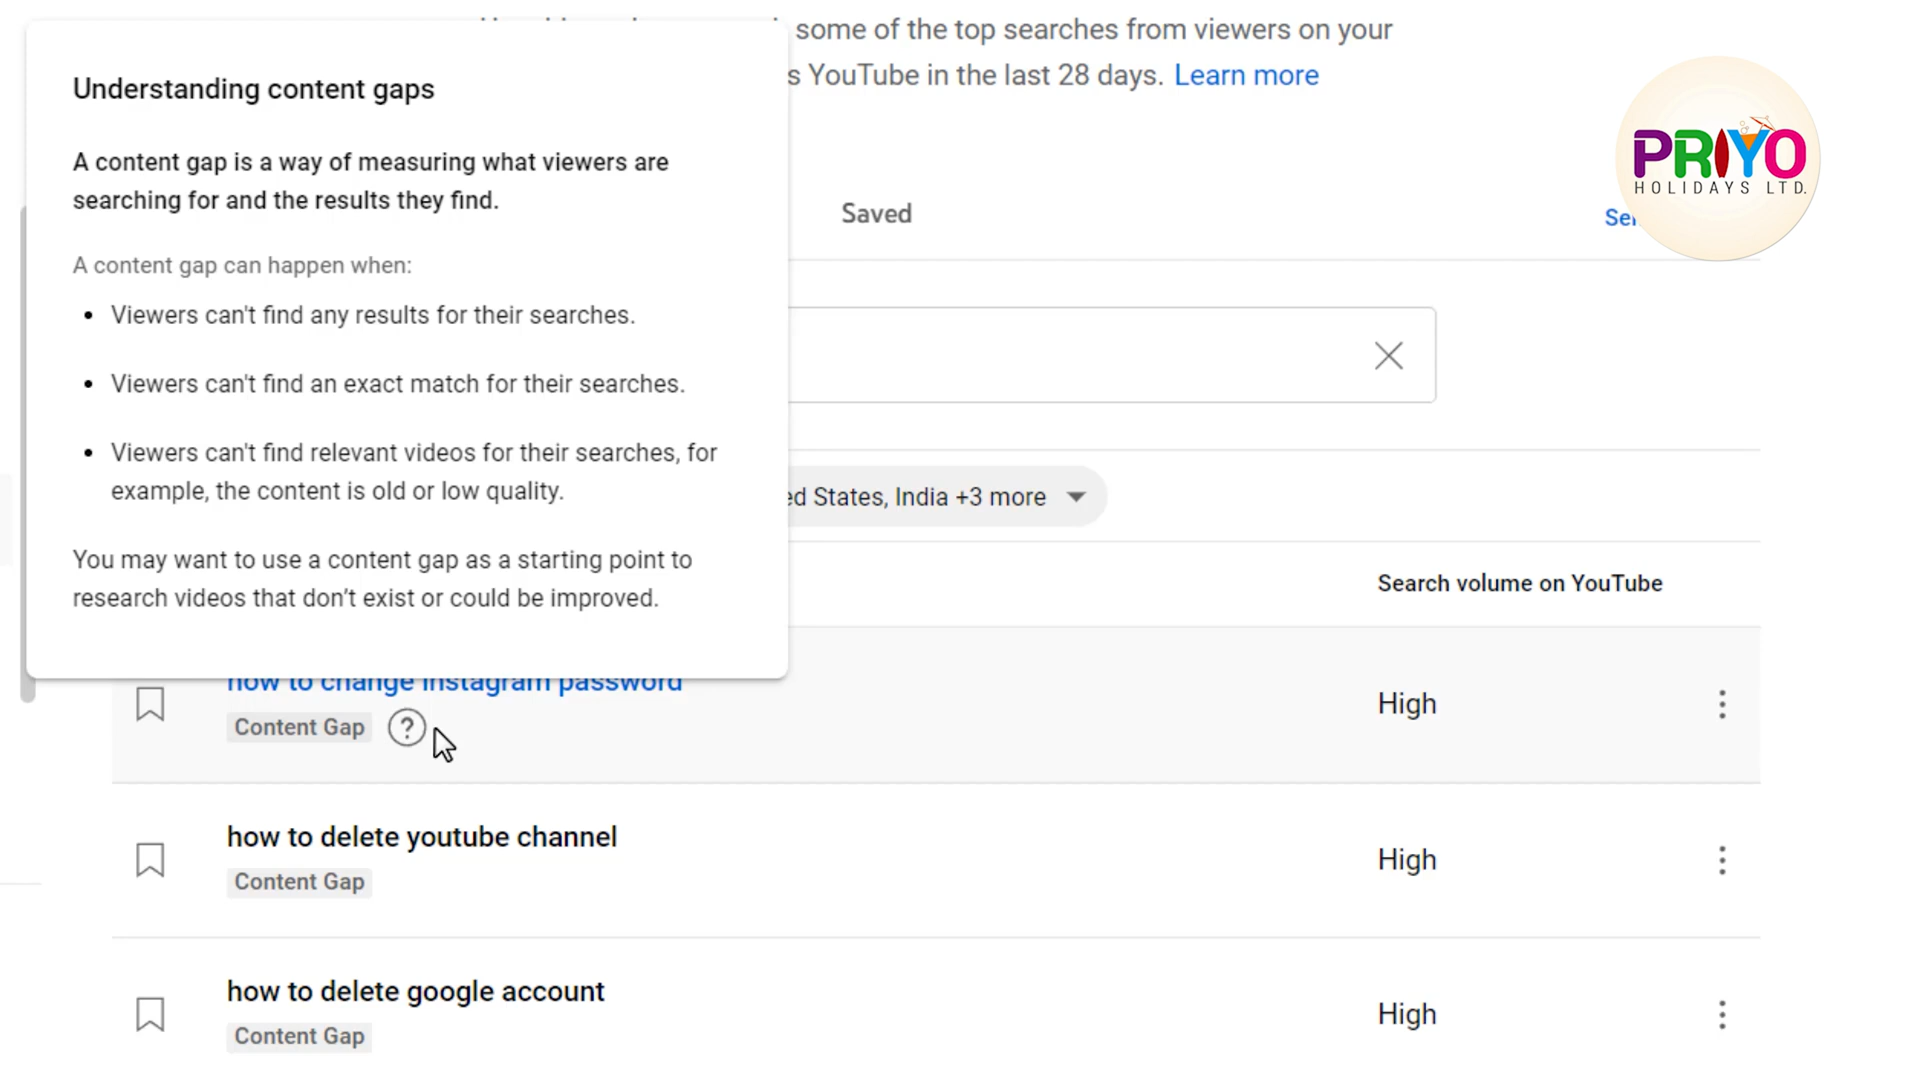 some of the top searches from viewers on your
s YouTube in the last 28 days. Learn more
Understanding content gaps
A content gap is a way of measuring what viewers are
searching for and the results they find.
A content gap can happen when:
• Viewers can't find any results for their searches.
• Viewers can't find an exact match for their searches.
• Viewers can't find relevant videos for their searches, for
example, the content is old or low quality.
You may want to use a content gap as a starting point to
research videos that don’t exist or could be improved.
PRIYO
HOLIDAYS LTD.
Saved
ed States, India +3 more
Search volume on YouTube
how to change instagram password
Content Gap ?
High
how to delete youtube channel
Content Gap
High
how to delete google account
Content Gap
High